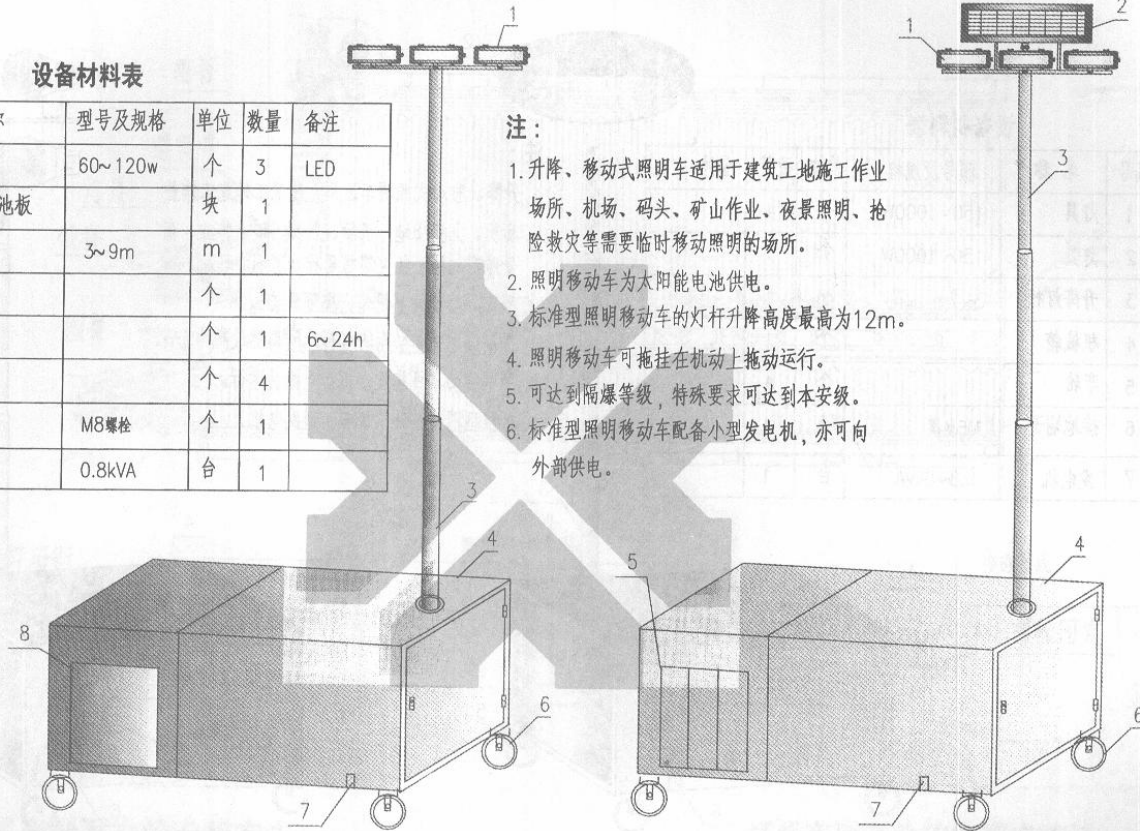 设备材料表
型号及规格 单位 数量 备注
60~120w 个 3 LED
池板 块 1
3~9m m 1
个 1
个 1 6~24h
个 4
M8螺栓 个 1
0.8kVA 台 1
注：
1. 升降、移动式照明车适用于建筑工地施工作业
场所、机场、码头、矿山作业、夜景照明、抢
险救灾等需要临时移动照明的场所。
2. 照明移动车为太阳能电池供电。
3. 标准型照明移动车的灯杆升降高度最高为12m。
4. 照明移动车可拖挂在机动上拖动运行。
5. 可达到隔爆等级，特殊要求可达到本安级。
6. 标准型照明移动车配备小型发电机，亦可向
外部供电。
1
3
4
8
6
7
2
1
3
4
5
6
7